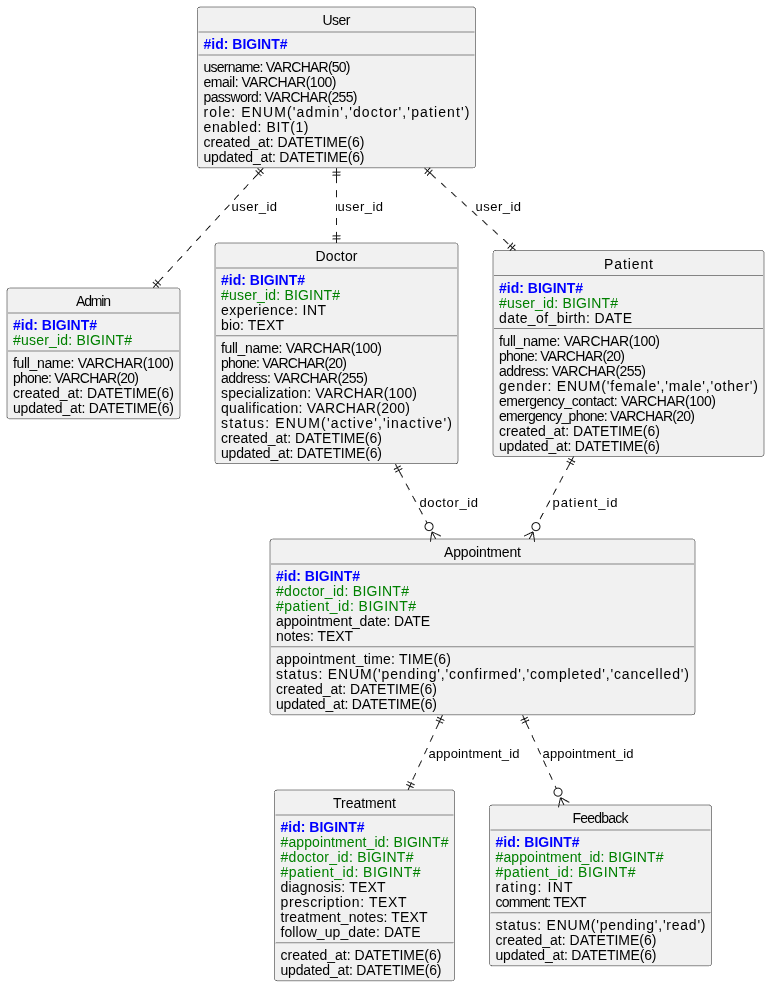 User
#id: BIGINT#
username: VARCHAR(50)
email: VARCHAR(100)
password: VARCHAR(255)
role: ENUM('admin','doctor','patient')
enabled: BIT(1)
created_at: DATETIME(6)
updated_at: DATETIME(6)
user_id
user_id
user_id
Admin
#id: BIGINT#
#user_id: BIGINT#
full_name: VARCHAR(100)
phone: VARCHAR(20)
created_at: DATETIME(6)
updated_at: DATETIME(6)
Doctor
#id: BIGINT#
#user_id: BIGINT#
experience: INT
bio: TEXT
full_name: VARCHAR(100)
phone: VARCHAR(20)
address: VARCHAR(255)
specialization: VARCHAR(100)
qualification: VARCHAR(200)
status: ENUM('active','inactive')
created_at: DATETIME(6)
updated_at: DATETIME(6)
Patient
#id: BIGINT#
#user_id: BIGINT#
date_of_birth: DATE
full_name: VARCHAR(100)
phone: VARCHAR(20)
address: VARCHAR(255)
gender: ENUM('female','male','other')
emergency_contact: VARCHAR(100)
emergency_phone: VARCHAR(20)
created_at: DATETIME(6)
updated_at: DATETIME(6)
doctor_id
patient_id
Appointment
#id: BIGINT#
#doctor_id: BIGINT#
#patient_id: BIGINT#
appointment_date: DATE
notes: TEXT
appointment_time: TIME(6)
status: ENUM('pending','confirmed','completed','cancelled')
created_at: DATETIME(6)
updated_at: DATETIME(6)
appointment_id
appointment_id
Treatment
#id: BIGINT#
#appointment_id: BIGINT#
#doctor_id: BIGINT#
#patient_id: BIGINT#
diagnosis: TEXT
prescription: TEXT
treatment_notes: TEXT
follow_up_date: DATE
created_at: DATETIME(6)
updated_at: DATETIME(6)
Feedback
#id: BIGINT#
#appointment_id: BIGINT#
#patient_id: BIGINT#
rating: INT
comment: TEXT
status: ENUM('pending','read')
created_at: DATETIME(6)
updated_at: DATETIME(6)